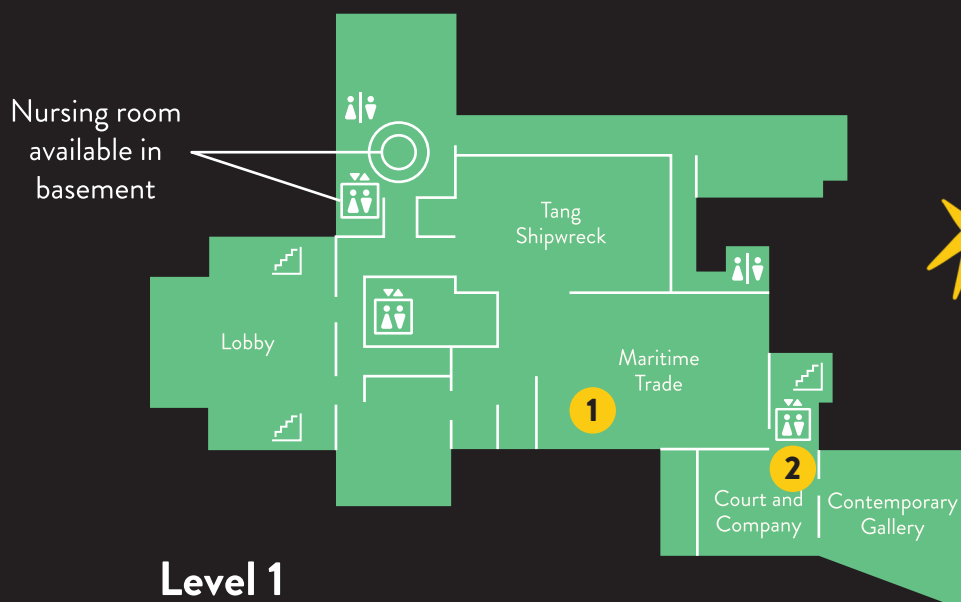 Nursing room
available in
basement
Tang
Shipwreck
Lobby
Maritime
Trade
1
2
Court and
Company
Contemporary
Gallery
Level 1